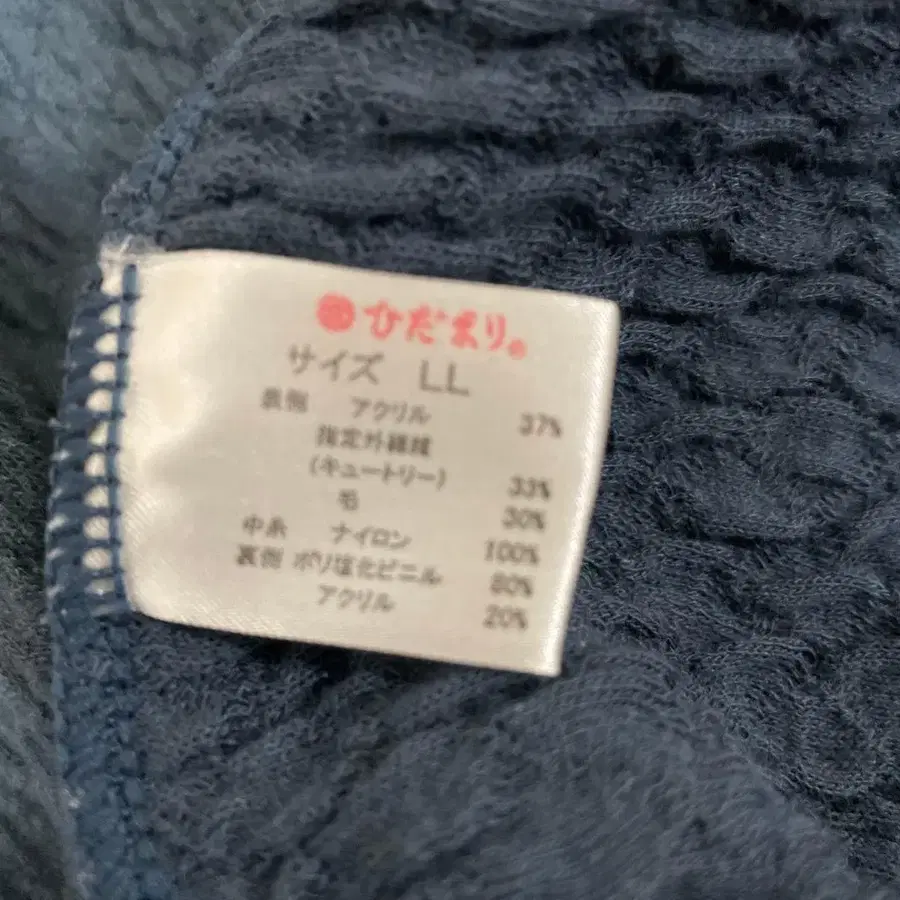 ひだまり®
サイズ LL
表側 アクリル 37%
指定外繊維
(キュートリー) 33%
毛 30%
中糸 ナイロン 100%
裏側 ポリ塩化ビニル 80%
アクリル 20%